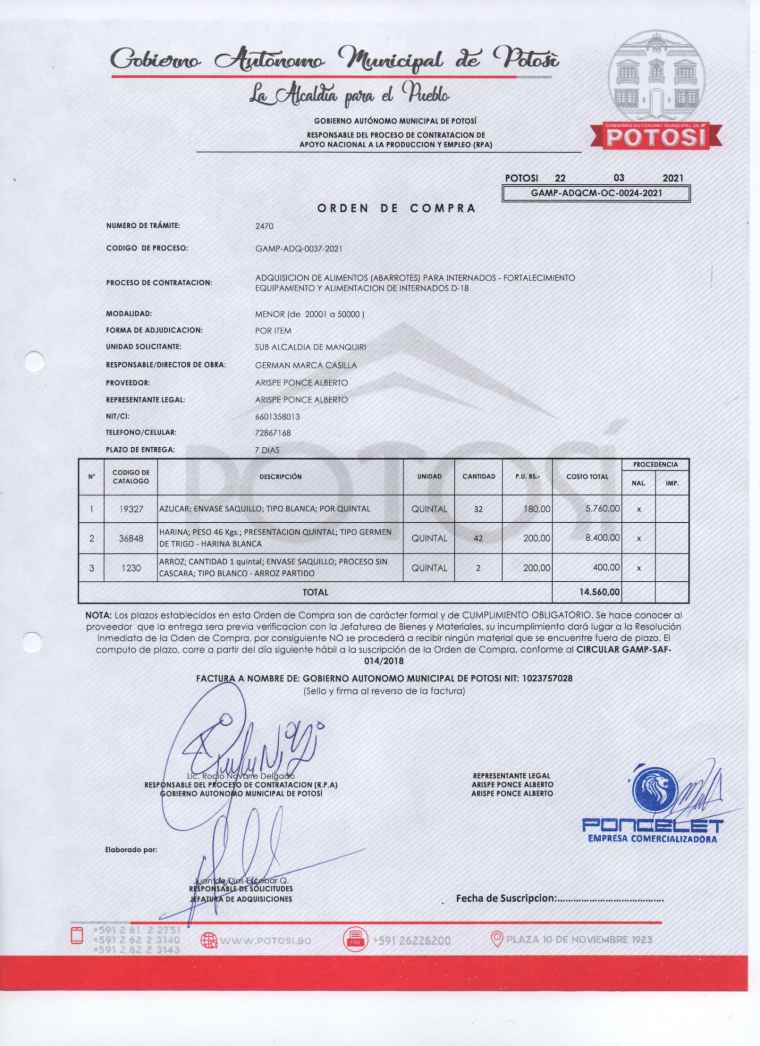 Gobierno Autónomo Municipal de Potosí
La Alcaldía para el Pueblo
GOBIERNO AUTÓNOMO MUNICIPAL DE POTOSÍ
RESPONSABLE DEL PROCESO DE CONTRATACION DE
APOYO NACIONAL A LA PRODUCCION Y EMPLEO (RPA)
GOBIERNO AUTÓNOMO MUNICIPAL DE
POTOSÍ
POTOSI 22 03 2021
GAMP-ADQCM-OC-0024-2021
ORDEN DE COMPRA
NUMERO DE TRÁMITE: 2470
CODIGO DE PROCESO: GAMP-ADQ-0037-2021
PROCESO DE CONTRATACION: ADQUISICION DE ALIMENTOS (ABARROTES) PARA INTERNADOS - FORTALECIMIENTO
EQUIPAMIENTO Y ALIMENTACION DE INTERNADOS D-18
MODALIDAD: MENOR (de 20001 a 50000 )
FORMA DE ADJUDICACION: POR ITEM
UNIDAD SOLICITANTE: SUB ALCALDIA DE MANQUIRI
RESPONSABLE/DIRECTOR DE OBRA: GERMAN MARCA CASILLA
PROVEEDOR: ARISPE PONCE ALBERTO
REPRESENTANTE LEGAL: ARISPE PONCE ALBERTO
NIT/CI: 6601358013
TELEFONO/CELULAR: 72867168
PLAZO DE ENTREGA: 7 DIAS
POTOSÍ
N° CODIGO DE CATALOGO DESCRIPCIÓN UNIDAD CANTIDAD P.U. BS.- COSTO TOTAL PROCEDENCIA
NAL. IMP.
1 19327 AZUCAR; ENVASE SAQUILLO; TIPO BLANCA; POR QUINTAL QUINTAL 32 180,00 5.760,00 x
2 36848 HARINA; PESO 46 Kgs.; PRESENTACION QUINTAL; TIPO GERMEN
DE TRIGO - HARINA BLANCA QUINTAL 42 200,00 8.400,00 x
3 1230 ARROZ; CANTIDAD 1 quintal; ENVASE SAQUILLO; PROCESO SIN
CASCARA; TIPO BLANCO - ARROZ PARTIDO QUINTAL 2 200,00 400,00 x
TOTAL 14.560,00
NOTA: Los plazos establecidos en esta Orden de Compra son de carácter formal y de CUMPLIMIENTO OBLIGATORIO. Se hace conocer al
proveedor que la entrega sera previa verificacion con la Jefaturea de Bienes y Materiales, su incumplimiento dará lugar a la Resolución
Inmediata de la Oden de Compra, por consiguiente NO se procederá a recibir ningún material que se encuentre fuera de plazo. El
computo de plazo, corre a partir del día siguiente hábil a la suscripción de la Orden de Compra, conforme al CIRCULAR GAMP-SAF-
014/2018
FACTURA A NOMBRE DE: GOBIERNO AUTONOMO MUNICIPAL DE POTOSI NIT: 1023757028
(Sello y firma al reverso de la factura)
Lic. Rocio Navarre Delgado
RESPONSABLE DEL PROCESO DE CONTRATACION (R.P.A)
GOBIERNO AUTONOMO MUNICIPAL DE POTOSÍ
REPRESENTANTE LEGAL
ARISPE PONCE ALBERTO
ARISPE PONCE ALBERTO
PONCELET
EMPRESA COMERCIALIZADORA
Elaborado por:
Juan de Dios Escobar Q.
RESPONSABLE DE SOLICITUDES
JEFATURA DE ADQUISICIONES
Fecha de Suscripcion:.....................................
+591 2 61 2 2751
+591 2 62 2 3140
+591 2 62 2 3143
WWW.POTOSI.BO
+591 26226200
PLAZA 10 DE NOVIEMBRE 1923